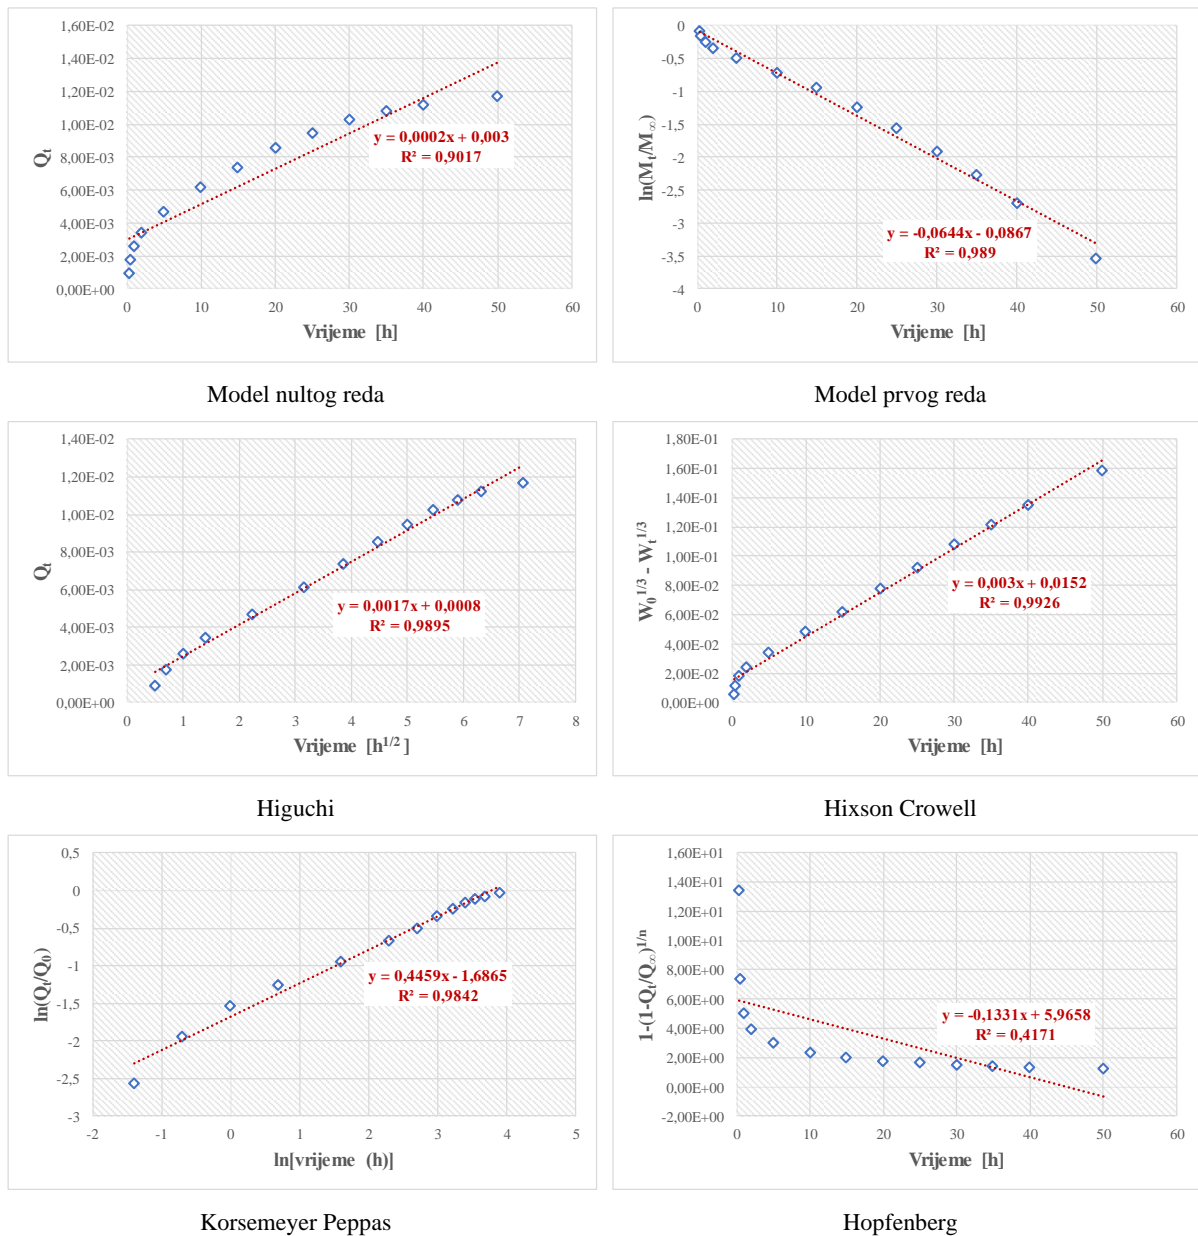 1,60E-02
1,40E-02
1,20E-02
1,00E-02
8,00E-03
6,00E-03
4,00E-03
2,00E-03
0,00E+00
Qt
y = 0,0002x + 0,003
R² = 0,9017
0 10 20 30 40 50 60
Vrijeme [h]
Model nultog reda
0
-0,5
-1
-1,5
-2
-2,5
-3
-3,5
-4
ln(Mt/M∞)
y = -0,0644x - 0,0867
R² = 0,989
0 10 20 30 40 50 60
Vrijeme [h]
Model prvog reda
1,40E-02
1,20E-02
1,00E-02
8,00E-03
6,00E-03
4,00E-03
2,00E-03
0,00E+00
Qt
y = 0,0017x + 0,0008
R² = 0,9895
0 1 2 3 4 5 6 7 8
Vrijeme [h1/2]
Higuchi
1,80E-01
1,60E-01
1,40E-01
1,20E-01
1,00E-01
8,00E-02
6,00E-02
4,00E-02
2,00E-02
0,00E+00
W01/3 - Wt1/3
y = 0,003x + 0,0152
R² = 0,9926
0 10 20 30 40 50 60
Vrijeme [h]
Hixson Crowell
0,5
0
-0,5
-1
-1,5
-2
-2,5
-3
ln(Qt/Q0)
y = 0,4459x - 1,6865
R² = 0,9842
-2 -1 0 1 2 3 4 5
ln[vrijeme (h)]
Korsemeyer Peppas
1,60E+01
1,40E+01
1,20E+01
1,00E+01
8,00E+00
6,00E+00
4,00E+00
2,00E+00
0,00E+00
-2,00E+00
1-(1-Qt/Q∞)1/n
y = -0,1331x + 5,9658
R² = 0,4171
0 10 20 30 40 50 60
Vrijeme [h]
Hopfenberg